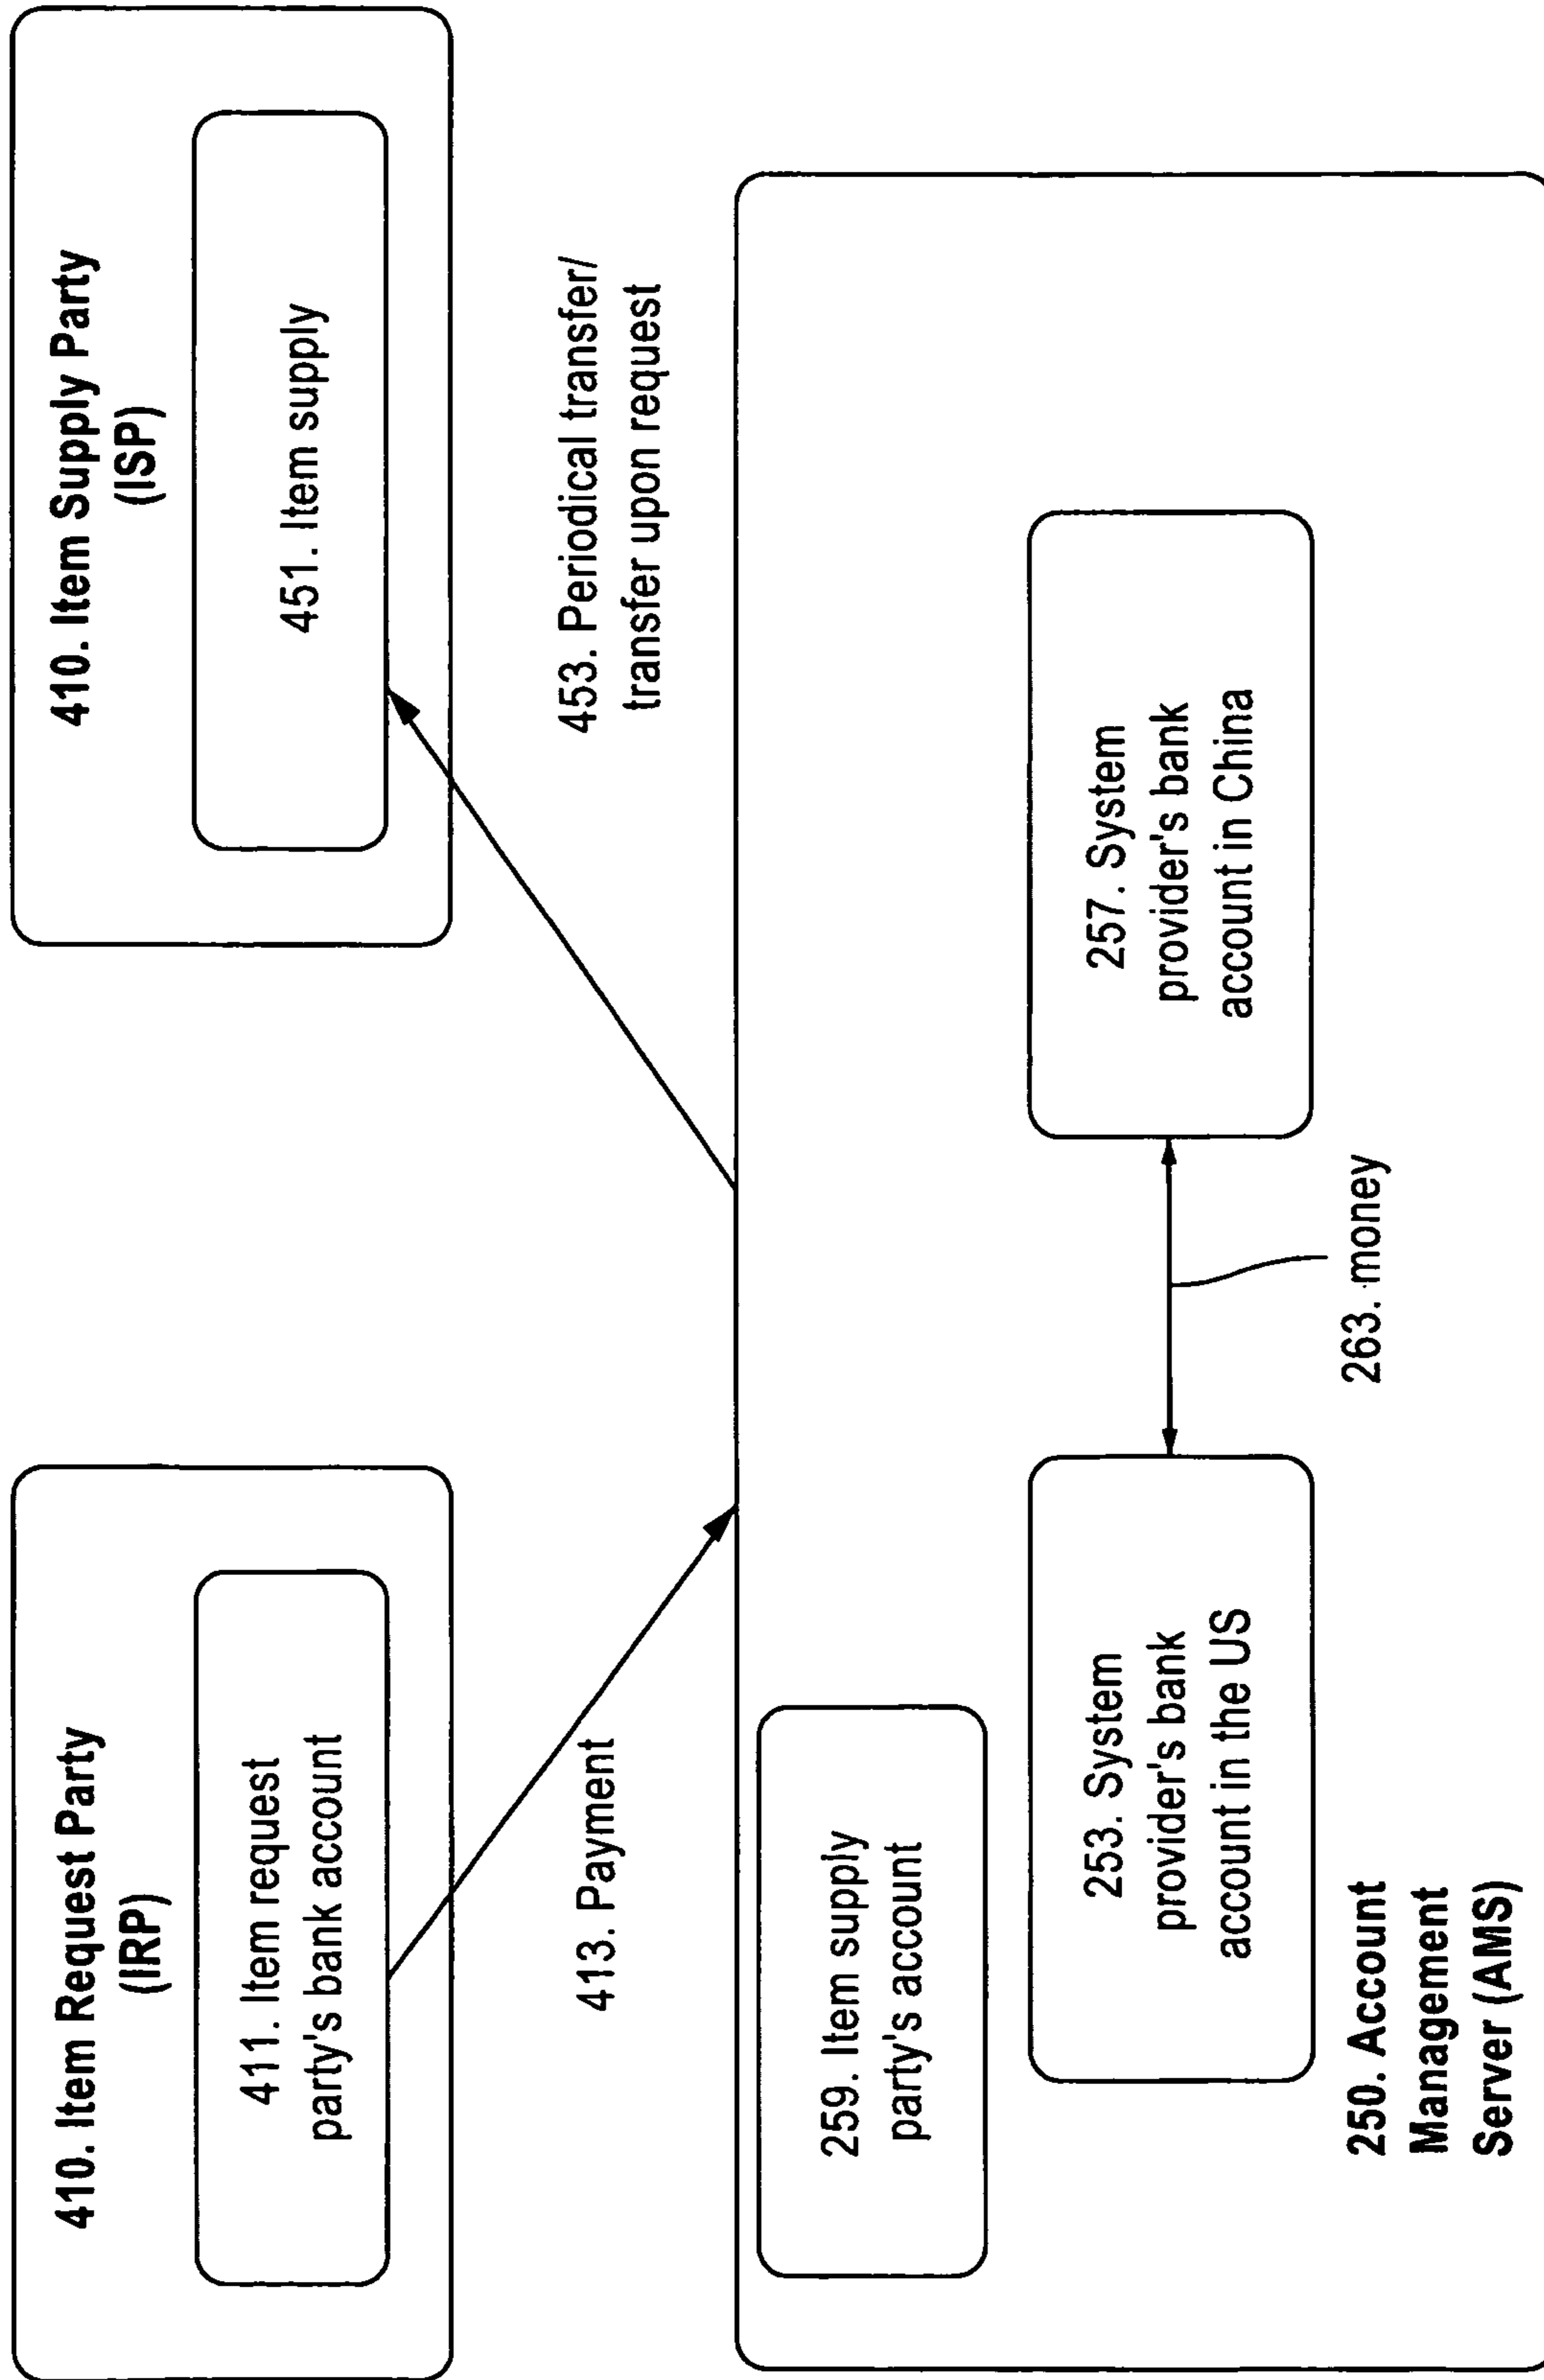 410. Item Request Party
(IRP)
411. Item request
party's bank account
410. Item Supply Party
(ISP)
451. Item supply
413. Payment
453. Periodical transfer/
transfer upon request
259. Item supply
party's account
253. System
provider's bank
account in the US
263. money
257. System
provider's bank
account in China
250. Account
Management
Server (AMS)